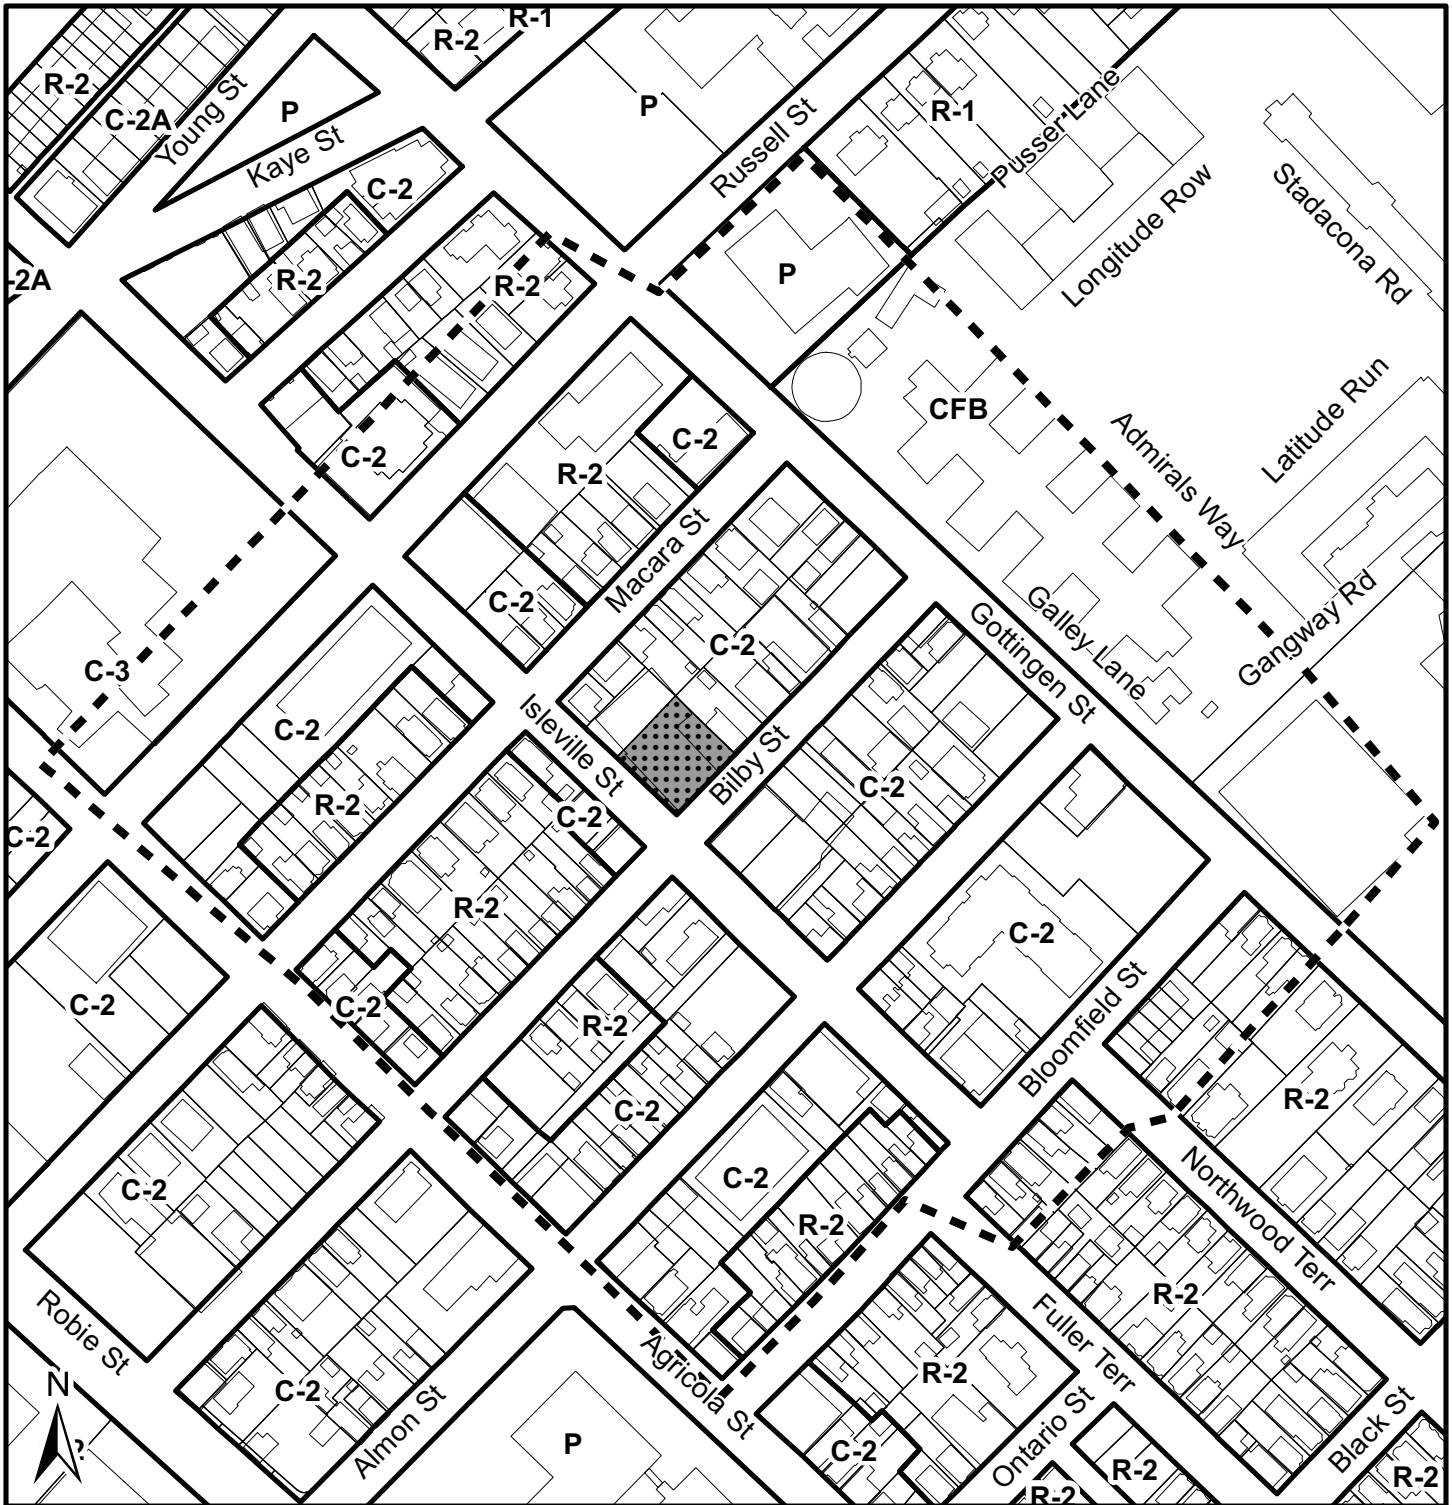 R-1
R-2
R-2
C-2A
Young St
P
P
R-1
Pusser Lane
Russell St
Kaye St
C-2
Longitude Row
Stadacona Rd
-2A
R-2
R-2
P
Latitude Run
CFB
Admirals Way
C-2
C-2
R-2
Macara St
C-2
C-2
Galley Lane
Gangway Rd
Gottingen St
C-3
C-2
Isleville St
Bilby St
C-2
R-2
C-2
C-2
R-2
C-2
C-2
C-2
R-2
Bloomfield St
C-2
R-2
C-2
C-2
R-2
Northwood Terr
R-2
Robie St
Fuller Terr
Agricola St
R-2
C-2
Almon St
N
P
C-2
Ontario St
R-2
R-2
Black St
R-2